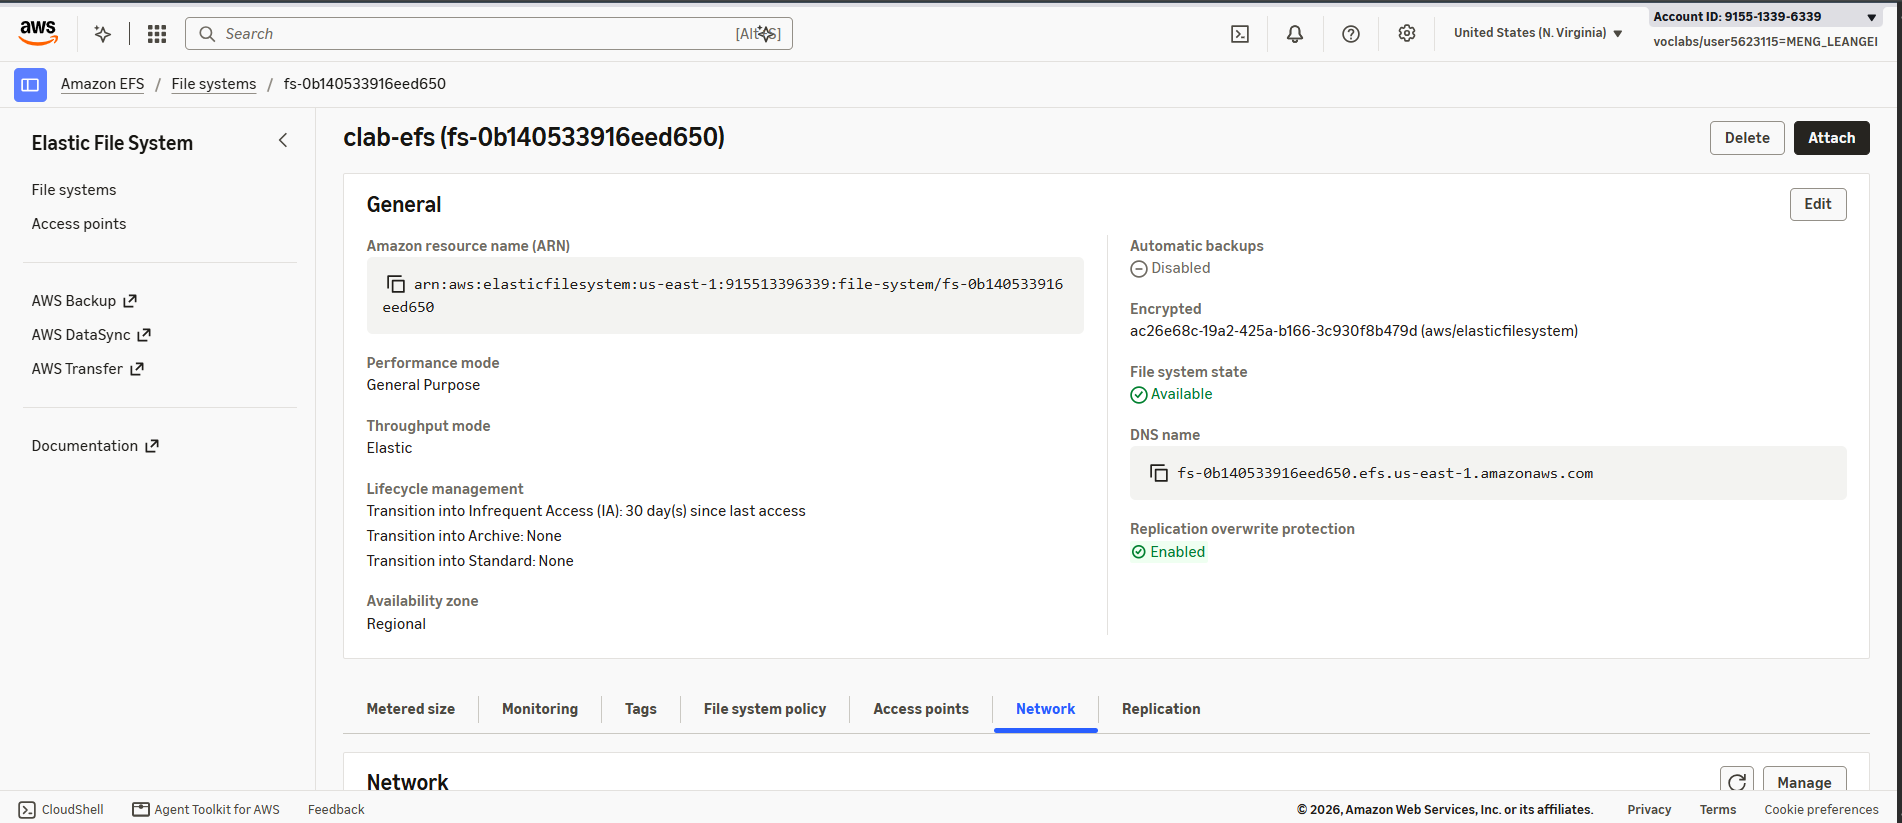 aws
Search
[Alt+S]
United States (N. Virginia)
Account ID: 9155-1339-6339
voclabs/user5623115=MENG_LEANGEI
Amazon EFS / File systems / fs-0b140533916eed650
Elastic File System
File systems
Access points
AWS Backup
AWS DataSync
AWS Transfer
Documentation
clab-efs (fs-0b140533916eed650)
Delete
Attach
General
Edit
Amazon resource name (ARN)
arn:aws:elasticfilesystem:us-east-1:915513396339:file-system/fs-0b140533916
eed650
Performance mode
General Purpose
Throughput mode
Elastic
Lifecycle management
Transition into Infrequent Access (IA): 30 day(s) since last access
Transition into Archive: None
Transition into Standard: None
Availability zone
Regional
Automatic backups
Disabled
Encrypted
ac26e68c-19a2-425a-b166-3c930f8b479d (aws/elasticfilesystem)
File system state
Available
DNS name
fs-0b140533916eed650.efs.us-east-1.amazonaws.com
Replication overwrite protection
Enabled
Metered size
Monitoring
Tags
File system policy
Access points
Network
Replication
Network
Manage
CloudShell
Agent Toolkit for AWS
Feedback
© 2026, Amazon Web Services, Inc. or its affiliates.
Privacy
Terms
Cookie preferences